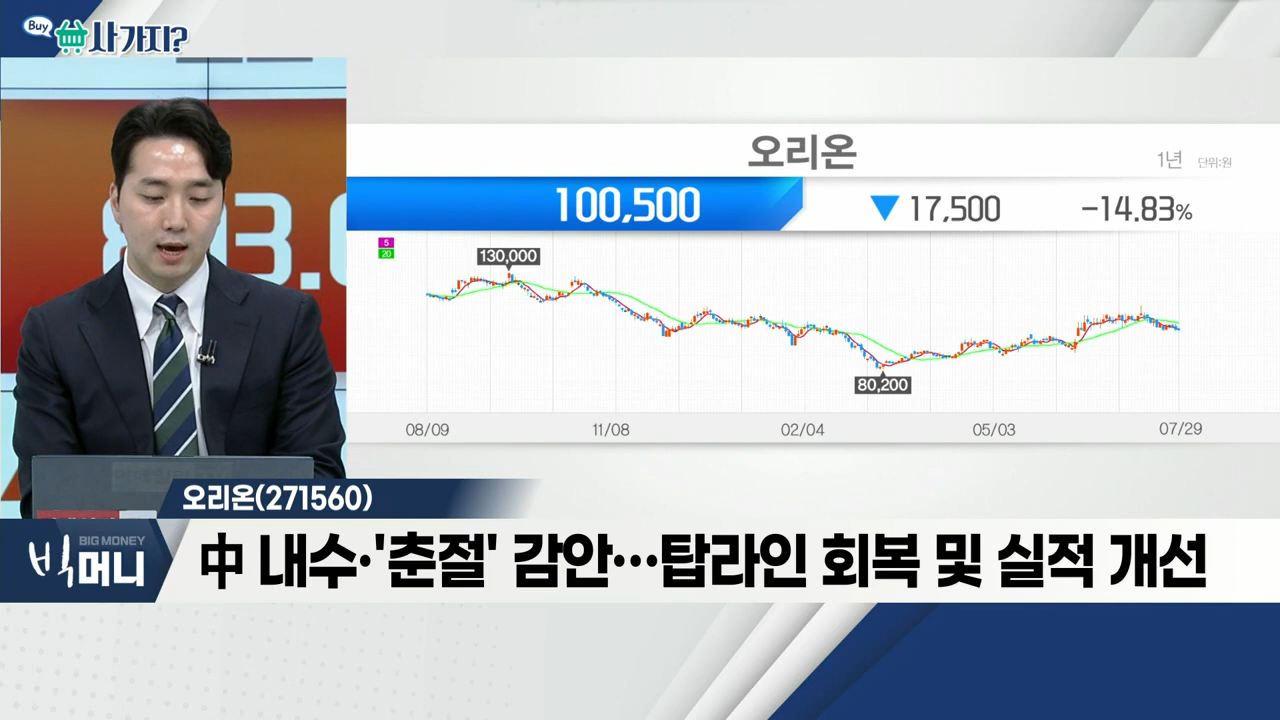 Buy
사 가지?
8 3.0
오리온
1년 단위:원
100,500
▼ 17,500
-14.83%
5
20
130,000
80,200
08/09
11/08
02/04
05/03
07/29
오리온(271560)
BIG MONEY
빅머니
中 내수·'춘절' 감안…탑라인 회복 및 실적 개선